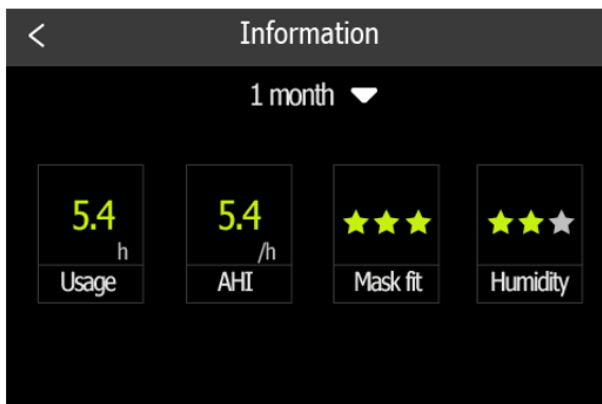 Information
1 month
5.4 h
Usage
5.4 /h
AHI
Mask fit
Humidity